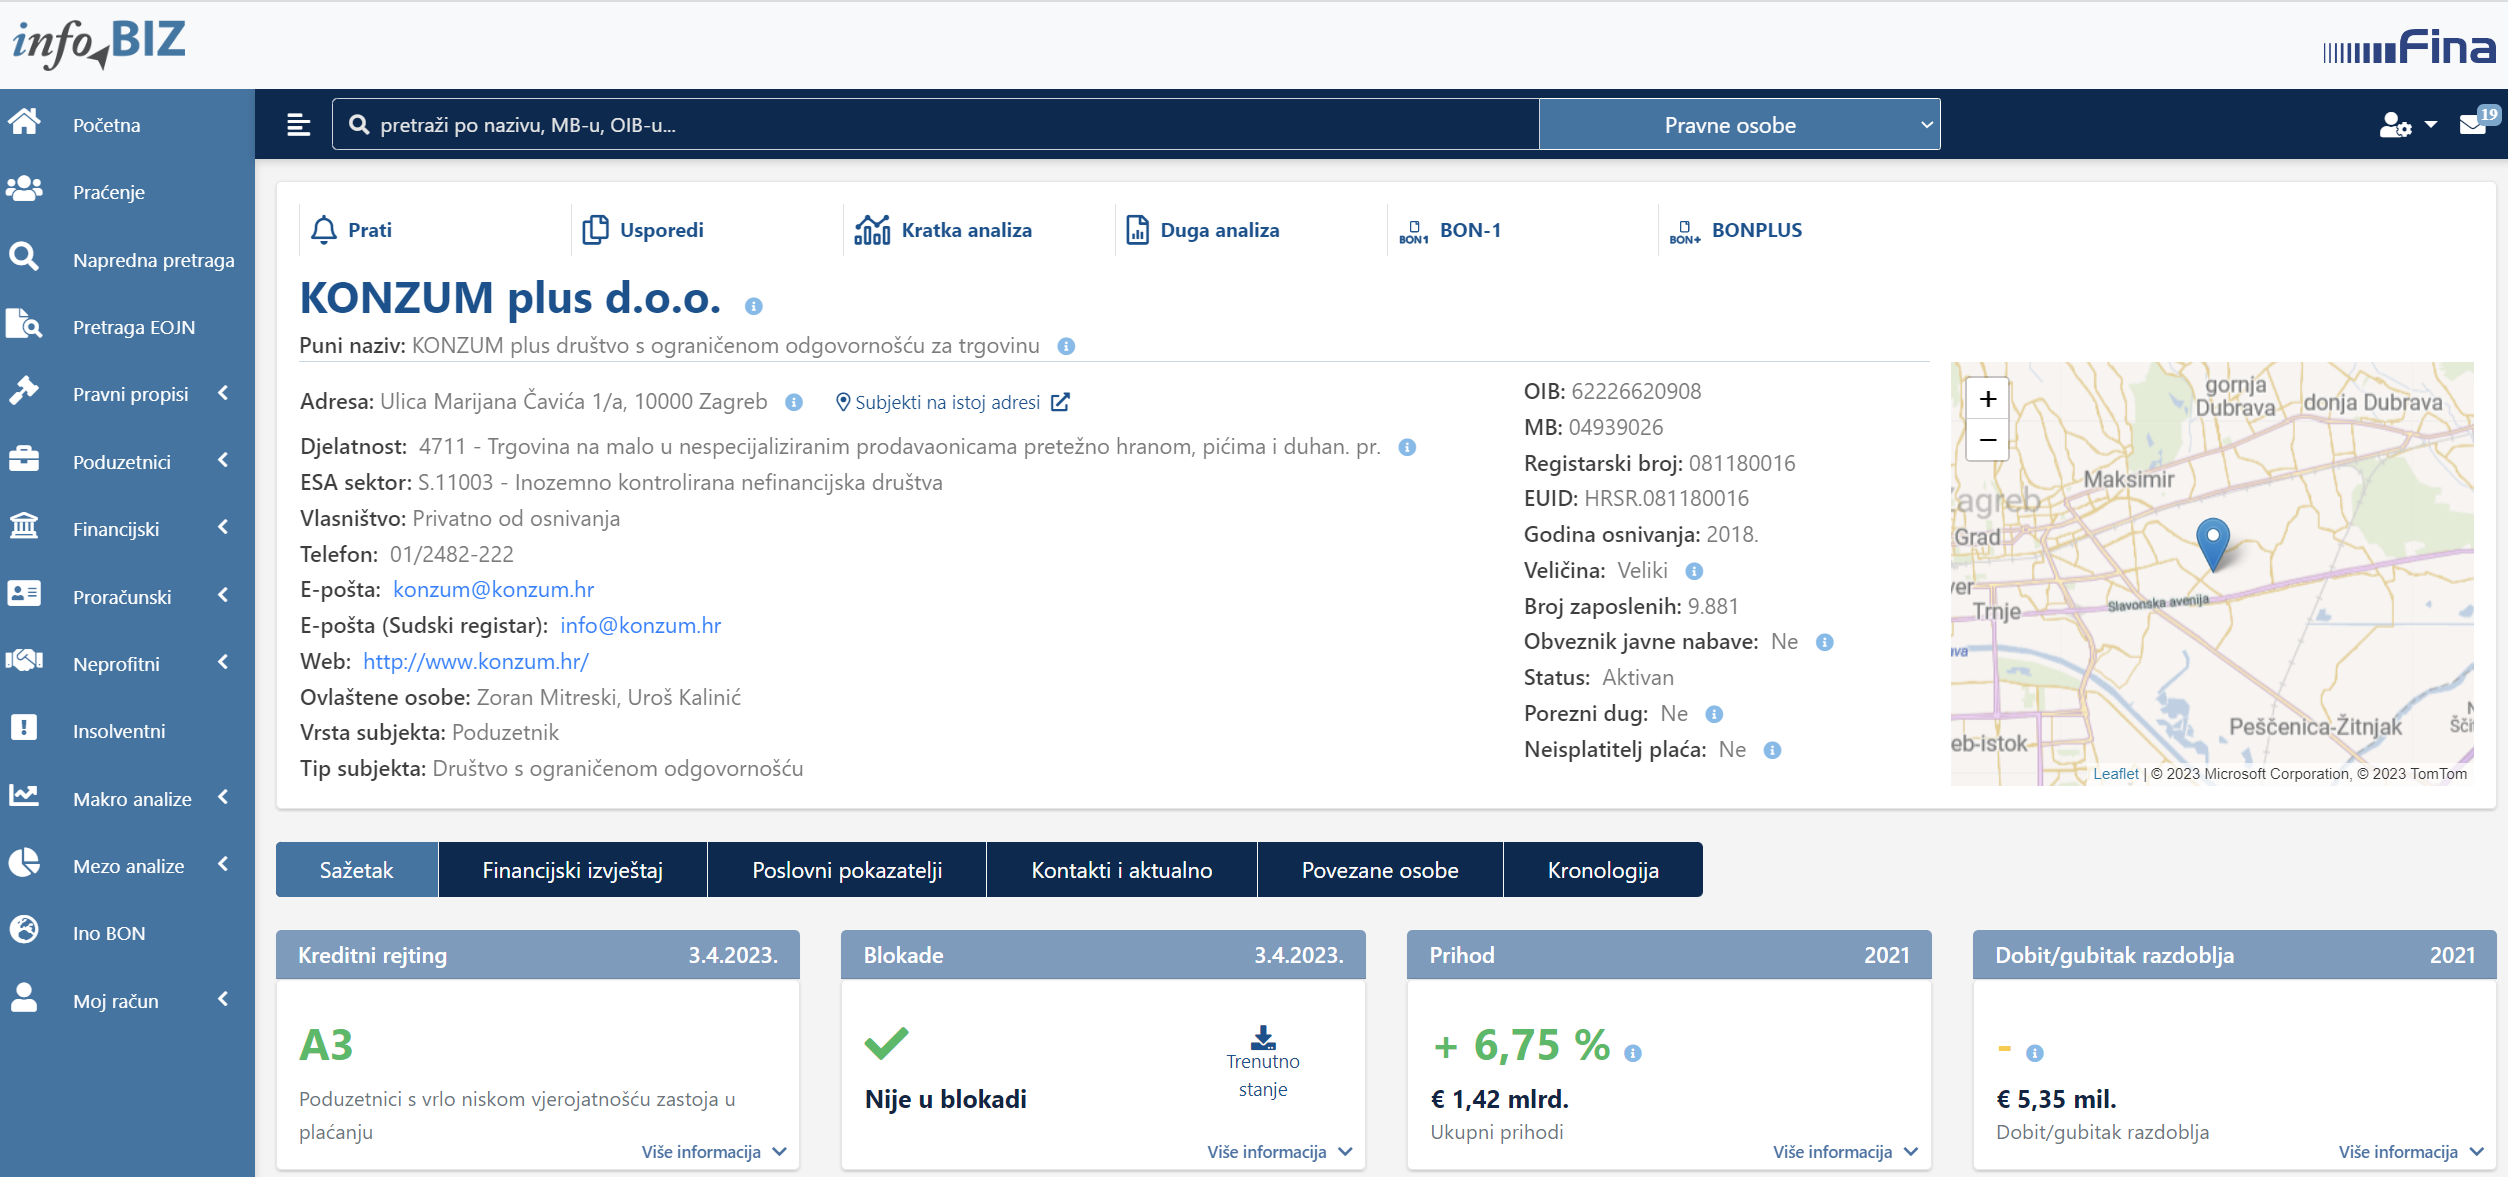 info BIZ
Fina
pretraži po nazivu, MB-u, OIB-u...
Pravne osobe
19
Početna
Praćenje
Napredna pretraga
Pretraga EOJN
Pravni propisi
Poduzetnici
Financijski
Proračunski
Neprofitni
Insolventni
Makro analize
Mezo analize
Ino BON
Moj račun
Prati
Usporedi
Kratka analiza
Duga analiza
BON1 BON-1
BON+ BONPLUS
KONZUM plus d.o.o.
Puni naziv: KONZUM plus društvo s ograničenom odgovornošću za trgovinu
Adresa: Ulica Marijana Čavića 1/a, 10000 Zagreb Subjekti na istoj adresi
Djelatnost: 4711 - Trgovina na malo u nespecijaliziranim prodavaonicama pretežno hranom, pićima i duhan. pr.
ESA sektor: S.11003 - Inozemno kontrolirana nefinancijska društva
Vlasništvo: Privatno od osnivanja
Telefon: 01/2482-222
E-pošta: konzum@konzum.hr
E-pošta (Sudski registar): info@konzum.hr
Web: http://www.konzum.hr/
Ovlaštene osobe: Zoran Mitreski, Uroš Kalinić
Vrsta subjekta: Poduzetnik
Tip subjekta: Društvo s ograničenom odgovornošću
OIB: 62226620908
MB: 04939026
Registarski broj: 081180016
EUID: HRSR.081180016
Godina osnivanja: 2018.
Veličina: Veliki
Broj zaposlenih: 9.881
Obveznik javne nabave: Ne
Status: Aktivan
Porezni dug: Ne
Neisplatitelj plaća: Ne
+
−
gornja
Dubrava
donja Dubrava
Maksimir
agreb
Grad
ver
Trnje
Slavonska avenija
va
Peščenica-Žitnjak
Ščit
eb-istok
Leaflet | © 2023 Microsoft Corporation, © 2023 TomTom
Sažetak
Financijski izvještaj
Poslovni pokazatelji
Kontakti i aktualno
Povezane osobe
Kronologija
Kreditni rejting 3.4.2023.
A3
Poduzetnici s vrlo niskom vjerojatnošću zastoja u
plaćanju
Više informacija
Blokade 3.4.2023.
Nije u blokadi
Trenutno
stanje
Više informacija
Prihod 2021
+ 6,75 %
€ 1,42 mlrd.
Ukupni prihodi
Više informacija
Dobit/gubitak razdoblja 2021
-
€ 5,35 mil.
Dobit/gubitak razdoblja
Više informacija